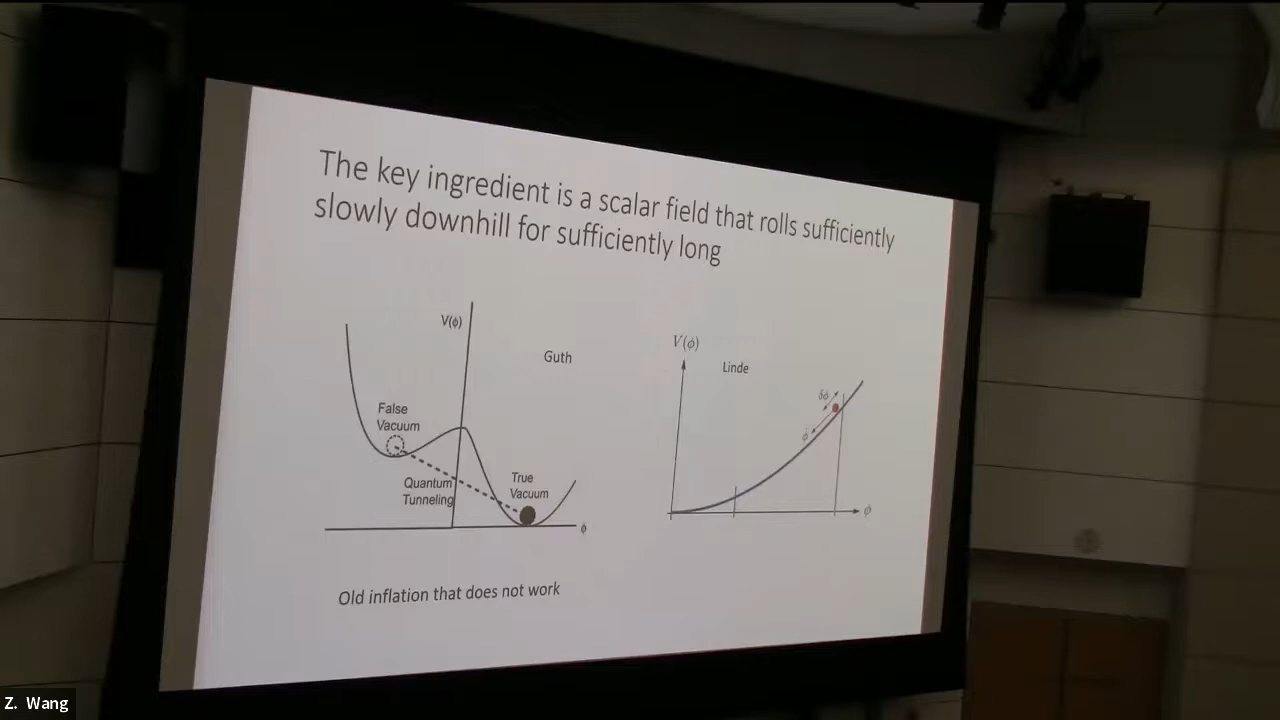 The key ingredient is a scalar field that rolls sufficiently
slowly downhill for sufficiently long
V(ϕ)
Guth
False
Vacuum
Quantum
Tunneling
True
Vacuum
ϕ
Old inflation that does not work
V(ϕ)
Linde
δϕ
ϕ
Z. Wang